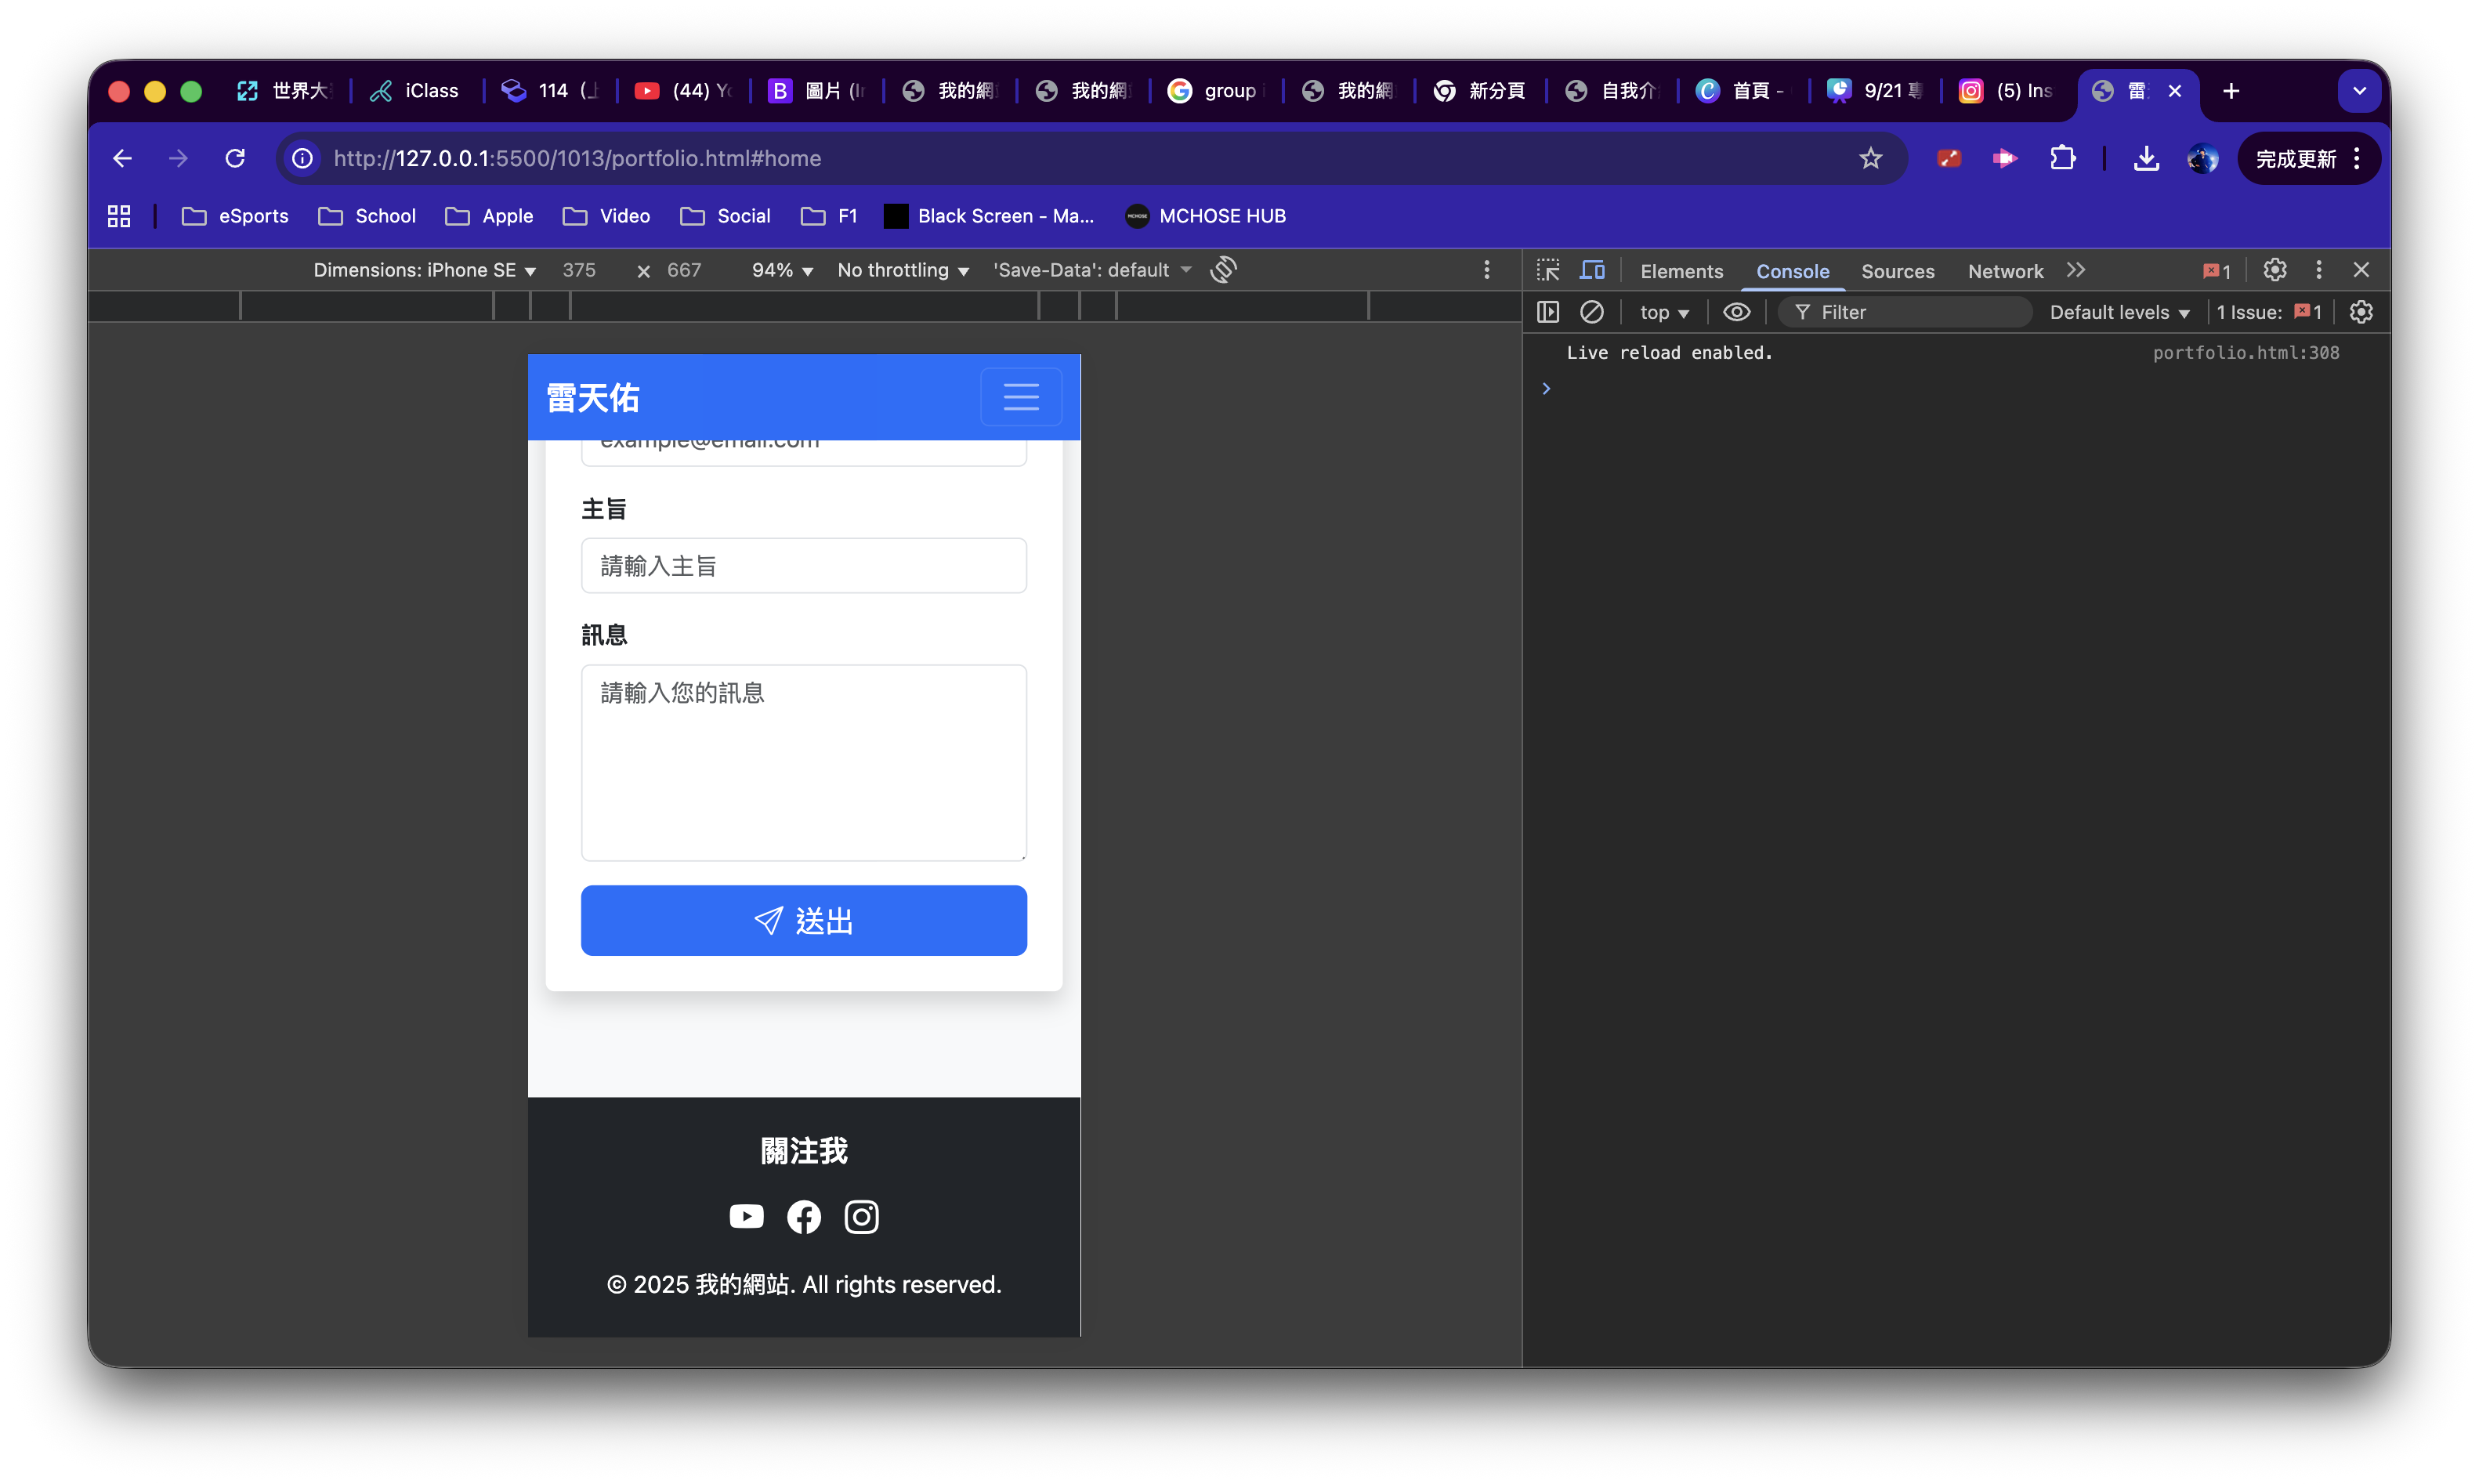 世界大
iClass
114
(44) Yo
B
圖片 (I
我的網
我的網
group
我的網
新分頁
自我介
首頁 -
9/21 專
(5) Ins
雷
http://127.0.0.1:5500/1013/portfolio.html#home
完成更新
eSports
School
Apple
Video
Social
F1
Black Screen - Ma...
MCHOSE HUB
Dimensions: iPhone SE
375
x
667
94%
No throttling
'Save-Data': default
Elements
Console
Sources
Network
1
top
Filter
Default levels
1 Issue:
1
Live reload enabled.
portfolio.html:308
雷天佑
example@email.com
主旨
請輸入主旨
訊息
請輸入您的訊息
送出
關注我
© 2025 我的網站. All rights reserved.